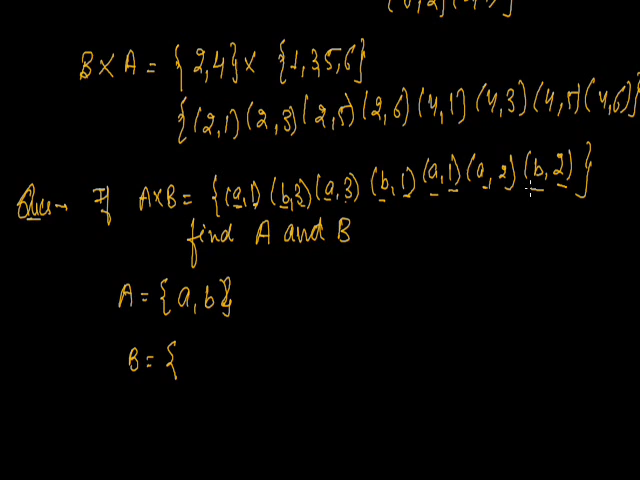 B × A = {2,4} × {1,3,5,6}
{(2,1) (2,3) (2,5) (2,6) (4,1) (4,3) (4,5) (4,6)}
Ques→ If A×B = {(a,1) (b,3) (a,3) (b,1) (a,1) (a,2) (b,2)}
find A and B
A = {a, b}
B = {